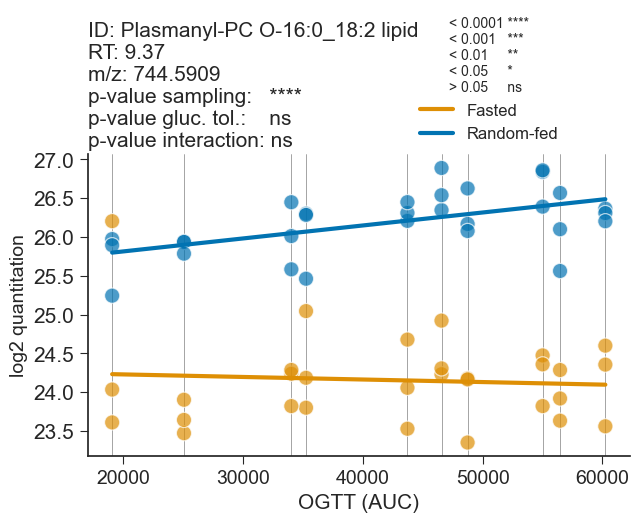 ID: Plasmanyl-PC O-16:0_18:2 lipid
RT: 9.37
m/z: 744.5909
p-value sampling: ****
p-value gluc. tol.: ns
p-value interaction: ns
< 0.0001 ****
< 0.001 ***
< 0.01 **
< 0.05 *
> 0.05 ns
Fasted
Random-fed
27.0
26.5
26.0
25.5
25.0
24.5
24.0
23.5
log2 quantitation
20000 30000 40000 50000 60000
OGTT (AUC)